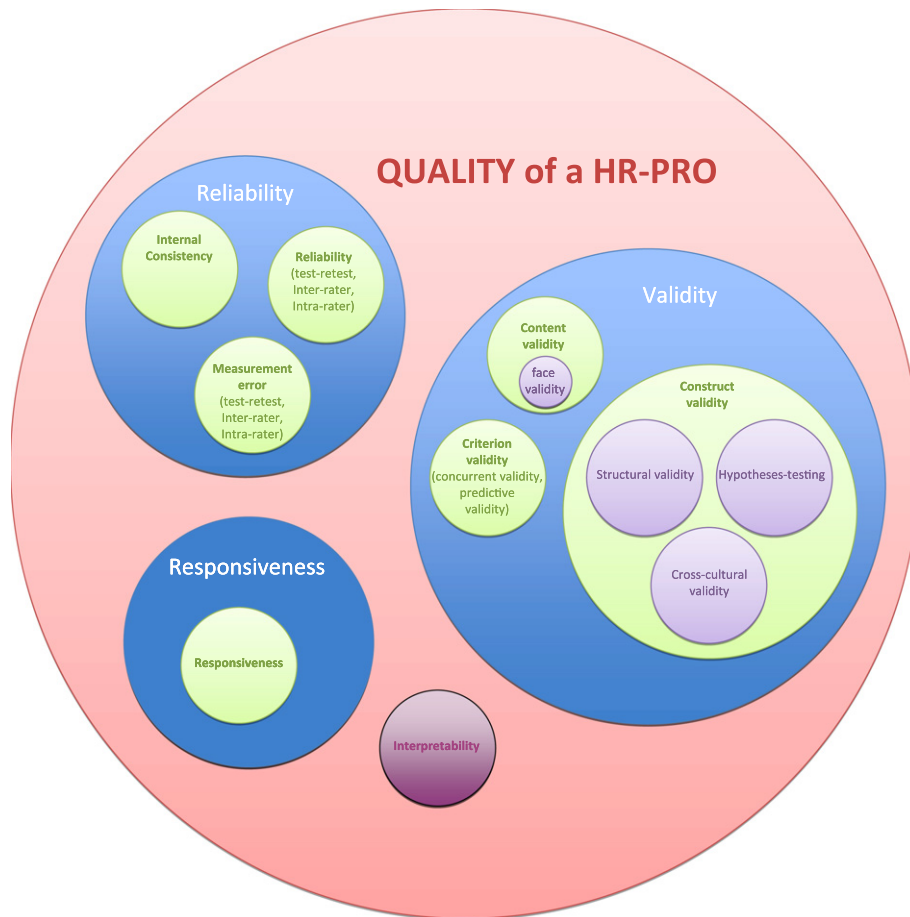 QUALITY of a HR-PRO
Reliability
Internal
Consistency
Reliability
(test-retest,
Inter-rater,
Intra-rater)
Measurement
error
(test-retest,
Inter-rater,
Intra-rater)
Validity
Content
validity
face
validity
Construct
validity
Criterion
validity
(concurrent validity,
predictive
validity)
Structural validity
Hypotheses-testing
Cross-cultural
validity
Responsiveness
Responsiveness
Interpretability